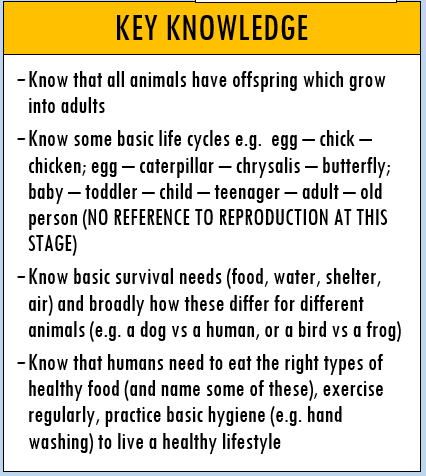 KEY KNOWLEDGE
– Know that all animals have offspring which grow
into adults
– Know some basic life cycles e.g.  egg – chick –
chicken; egg – caterpillar – chrysalis – butterfly;
baby – toddler – child – teenager – adult – old
person (NO REFERENCE TO REPRODUCTION AT THIS
STAGE)
– Know basic survival needs (food, water, shelter,
air) and broadly how these differ for different
animals (e.g. a dog vs a human, or a bird vs a frog)
– Know that humans need to eat the right types of
healthy food (and name some of these), exercise
regularly, practice basic hygiene (e.g. hand
washing) to live a healthy lifestyle